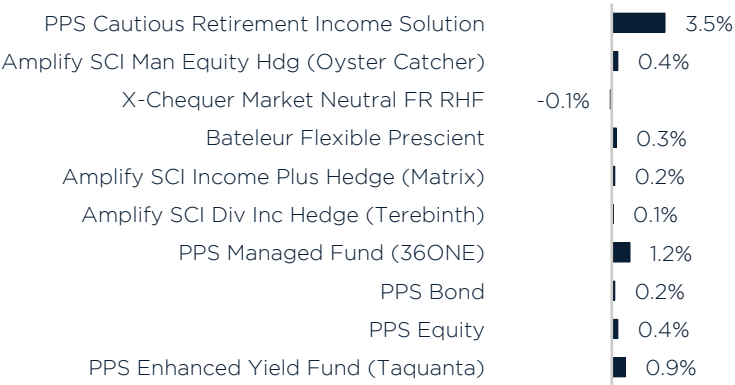 PPS Cautious Retirement Income Solution 3.5%
Amplify SCI Man Equity Hdg (Oyster Catcher) 0.4%
X-Chequer Market Neutral FR RHF -0.1%
Bateleur Flexible Prescient 0.3%
Amplify SCI Income Plus Hedge (Matrix) 0.2%
Amplify SCI Div Inc Hedge (Terebinth) 0.1%
PPS Managed Fund (36ONE) 1.2%
PPS Bond 0.2%
PPS Equity 0.4%
PPS Enhanced Yield Fund (Taquanta) 0.9%